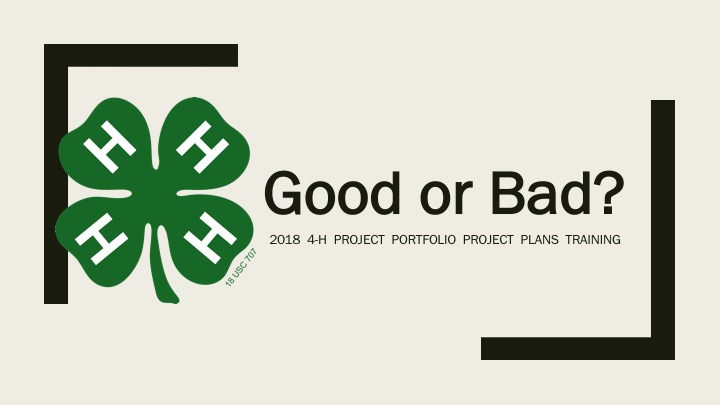 H H
H H
18 USC 707
Good or Bad?
2018 4-H PROJECT PORTFOLIO PROJECT PLANS TRAINING